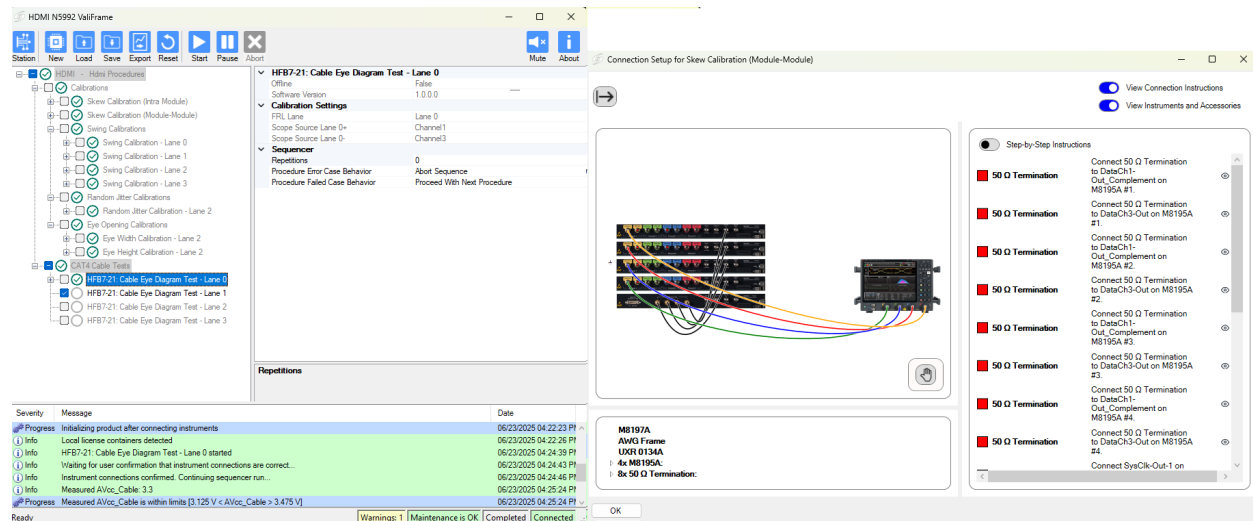 HDMI N5992 ValiFrame
Station New Load Save Export Reset Start Pause Abort Mute About
HDMI - Hdmi Procedures
Calibrations
Skew Calibration (Intra Module)
Skew Calibration (Module-Module)
Swing Calibrations
Swing Calibration - Lane 0
Swing Calibration - Lane 1
Swing Calibration - Lane 2
Swing Calibration - Lane 3
Random Jitter Calibrations
Random Jitter Calibration - Lane 2
Eye Opening Calibrations
Eye Width Calibration - Lane 2
Eye Height Calibration - Lane 2
CAT4 Cable Tests
HFB7-21: Cable Eye Diagram Test - Lane 0
HFB7-21: Cable Eye Diagram Test - Lane 1
HFB7-21: Cable Eye Diagram Test - Lane 2
HFB7-21: Cable Eye Diagram Test - Lane 3
HFB7-21: Cable Eye Diagram Test - Lane 0
Offline False
Software Version 1.0.0.0
Calibration Settings
FRL Lane Lane 0
Scope Source Lane 0+ Channel1
Scope Source Lane 0- Channel3
Sequencer
Repetitions 0
Procedure Error Case Behavior Abort Sequence
Procedure Failed Case Behavior Proceed With Next Procedure
Repetitions
Severity Message Date
Progress Initializing product after connecting instruments 06/23/2025 04:22:23 PM
Info Local license containers detected 06/23/2025 04:22:26 PM
Info HFB7-21: Cable Eye Diagram Test - Lane 0 started 06/23/2025 04:24:39 PM
Info Waiting for user confirmation that instrument connections are correct... 06/23/2025 04:24:43 PM
Info Instrument connections confirmed. Continuing sequencer run... 06/23/2025 04:24:46 PM
Info Measured AVcc_Cable: 3.3 06/23/2025 04:25:24 PM
Progress Measured AVcc_Cable is within limits [3.125 V < AVcc_Cable > 3.475 V] 06/23/2025 04:25:24 PM
Ready Warnings: 1 Maintenance is OK Completed Connected
Connection Setup for Skew Calibration (Module-Module)
View Connection Instructions
View Instruments and Accessories
M8197A
AWG Frame
UXR 0134A
4x M8195A:
8x 50 Ω Termination:
OK
Step-by-Step Instructions
50 Ω Termination
Connect 50 Ω Termination
to DataCh1-
Out_Complement on
M8195A #1.
50 Ω Termination
Connect 50 Ω Termination
to DataCh3-Out on M8195A
#1.
50 Ω Termination
Connect 50 Ω Termination
to DataCh1-
Out_Complement on
M8195A #2.
50 Ω Termination
Connect 50 Ω Termination
to DataCh3-Out on M8195A
#2.
50 Ω Termination
Connect 50 Ω Termination
to DataCh1-
Out_Complement on
M8195A #3.
50 Ω Termination
Connect 50 Ω Termination
to DataCh3-Out on M8195A
#3.
50 Ω Termination
Connect 50 Ω Termination
to DataCh1-
Out_Complement on
M8195A #4.
50 Ω Termination
Connect 50 Ω Termination
to DataCh3-Out on M8195A
#4.
Connect SysClk-Out-1 on